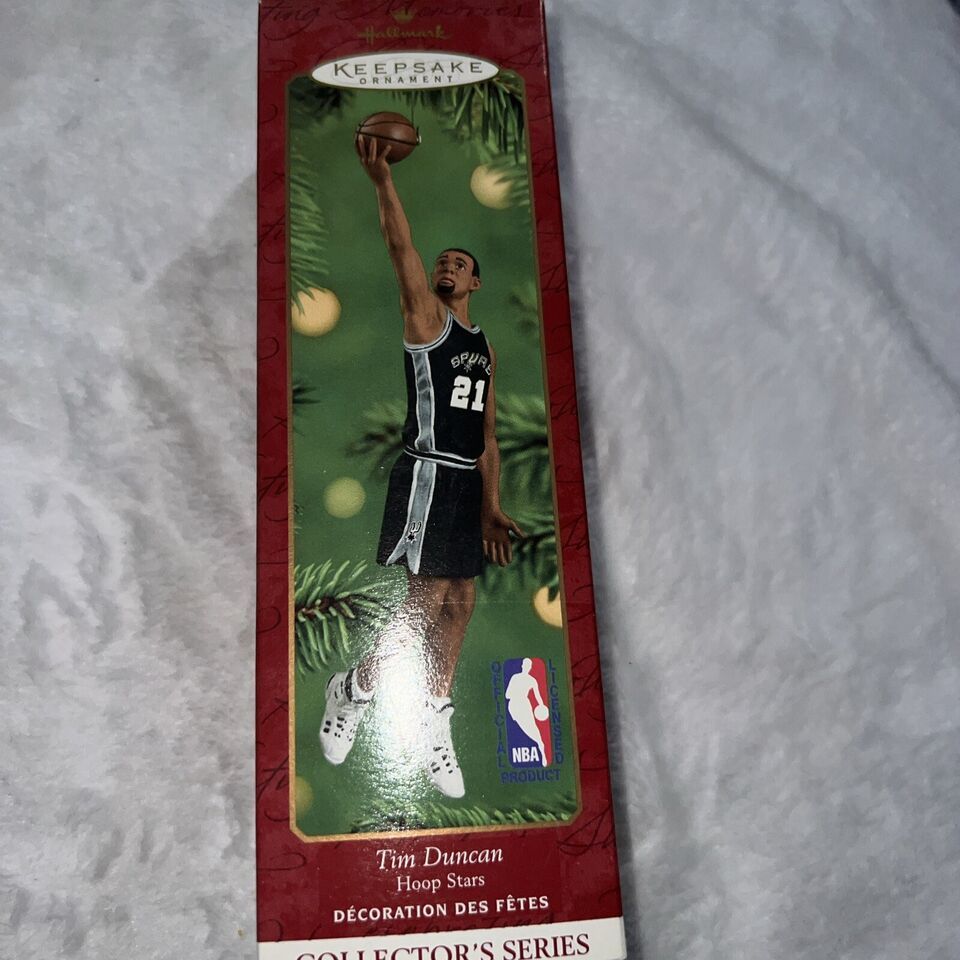 Hallmark
KEEPSAKE
ORNAMENT
SPURS
21
OFFICIAL
LICENSED
NBA
PRODUCT
Tim Duncan
Hoop Stars
DÉCORATION DES FÊTES
COLLECTOR'S SERIES